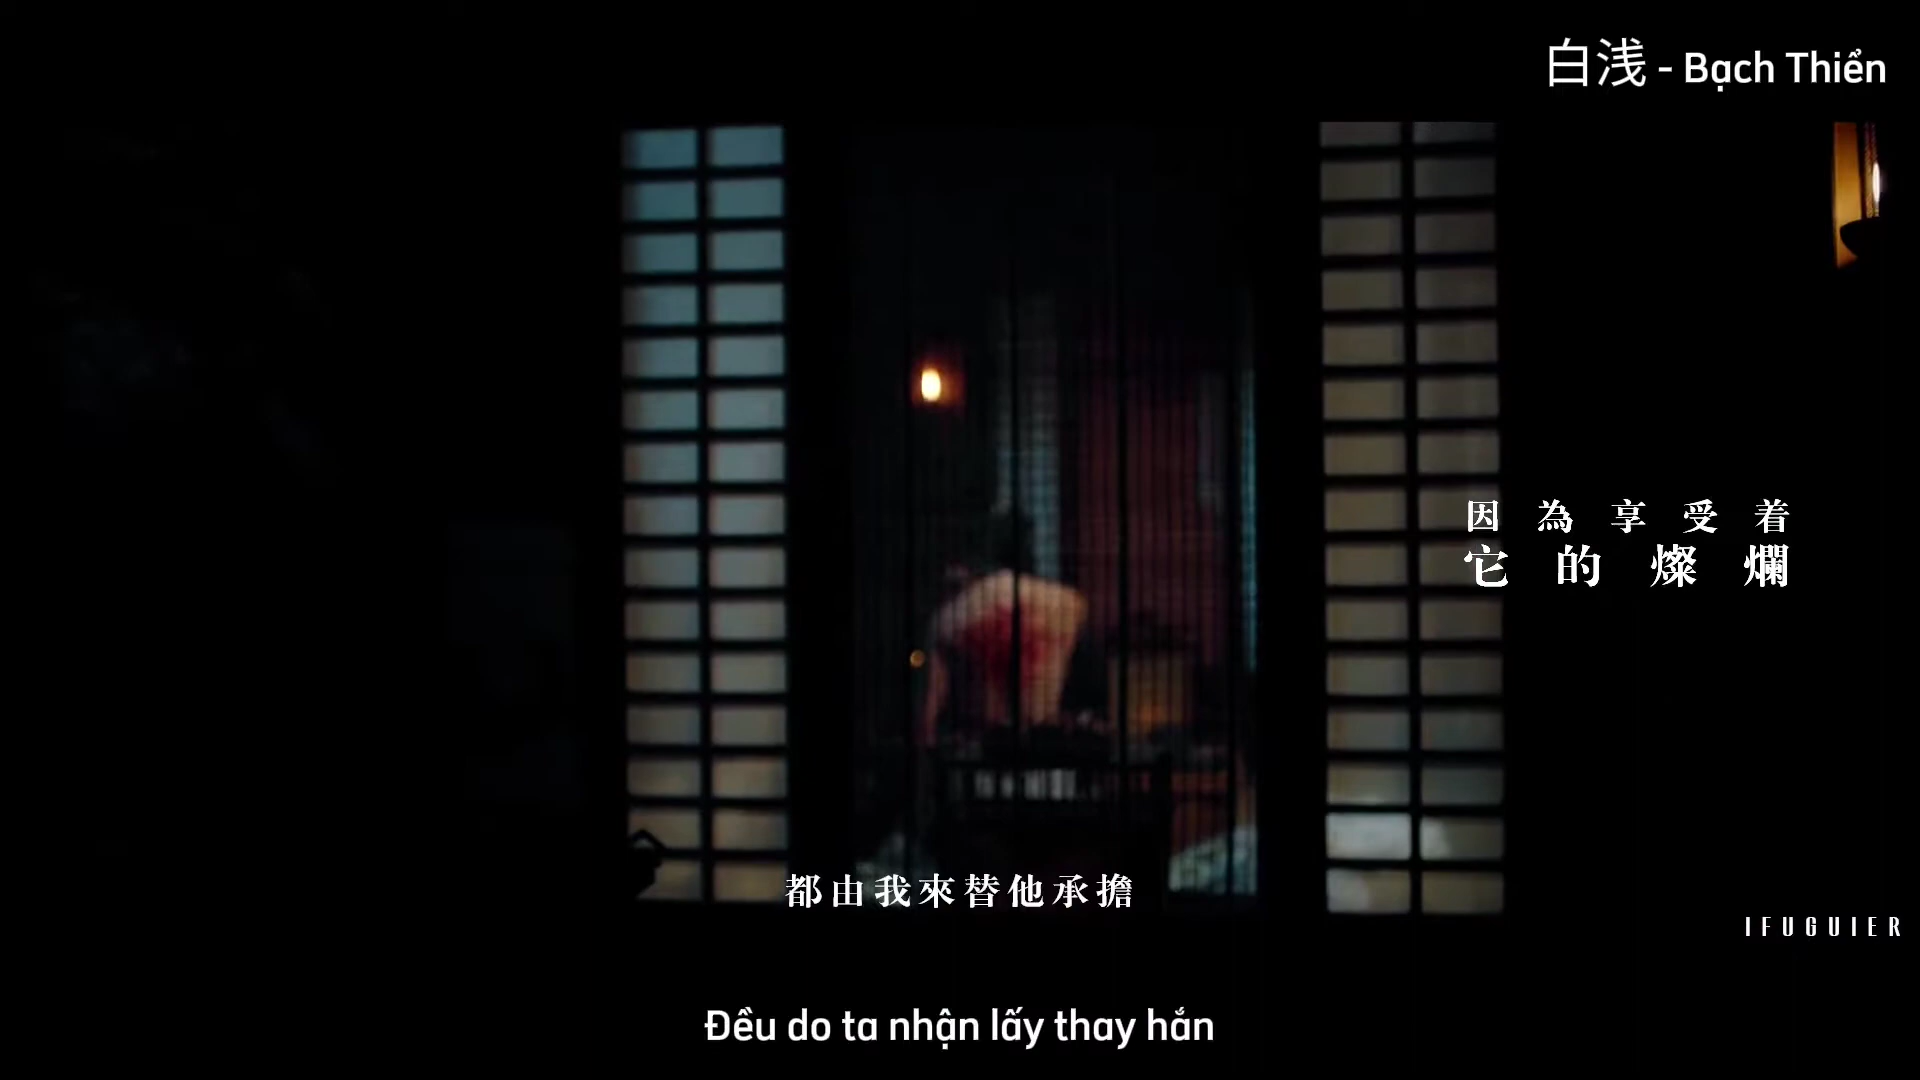 白浅 - Bạch Thiển
因為享受着
它的燦爛
都由我來替他承擔
IFUGUIER
Đều do ta nhận lấy thay hắn